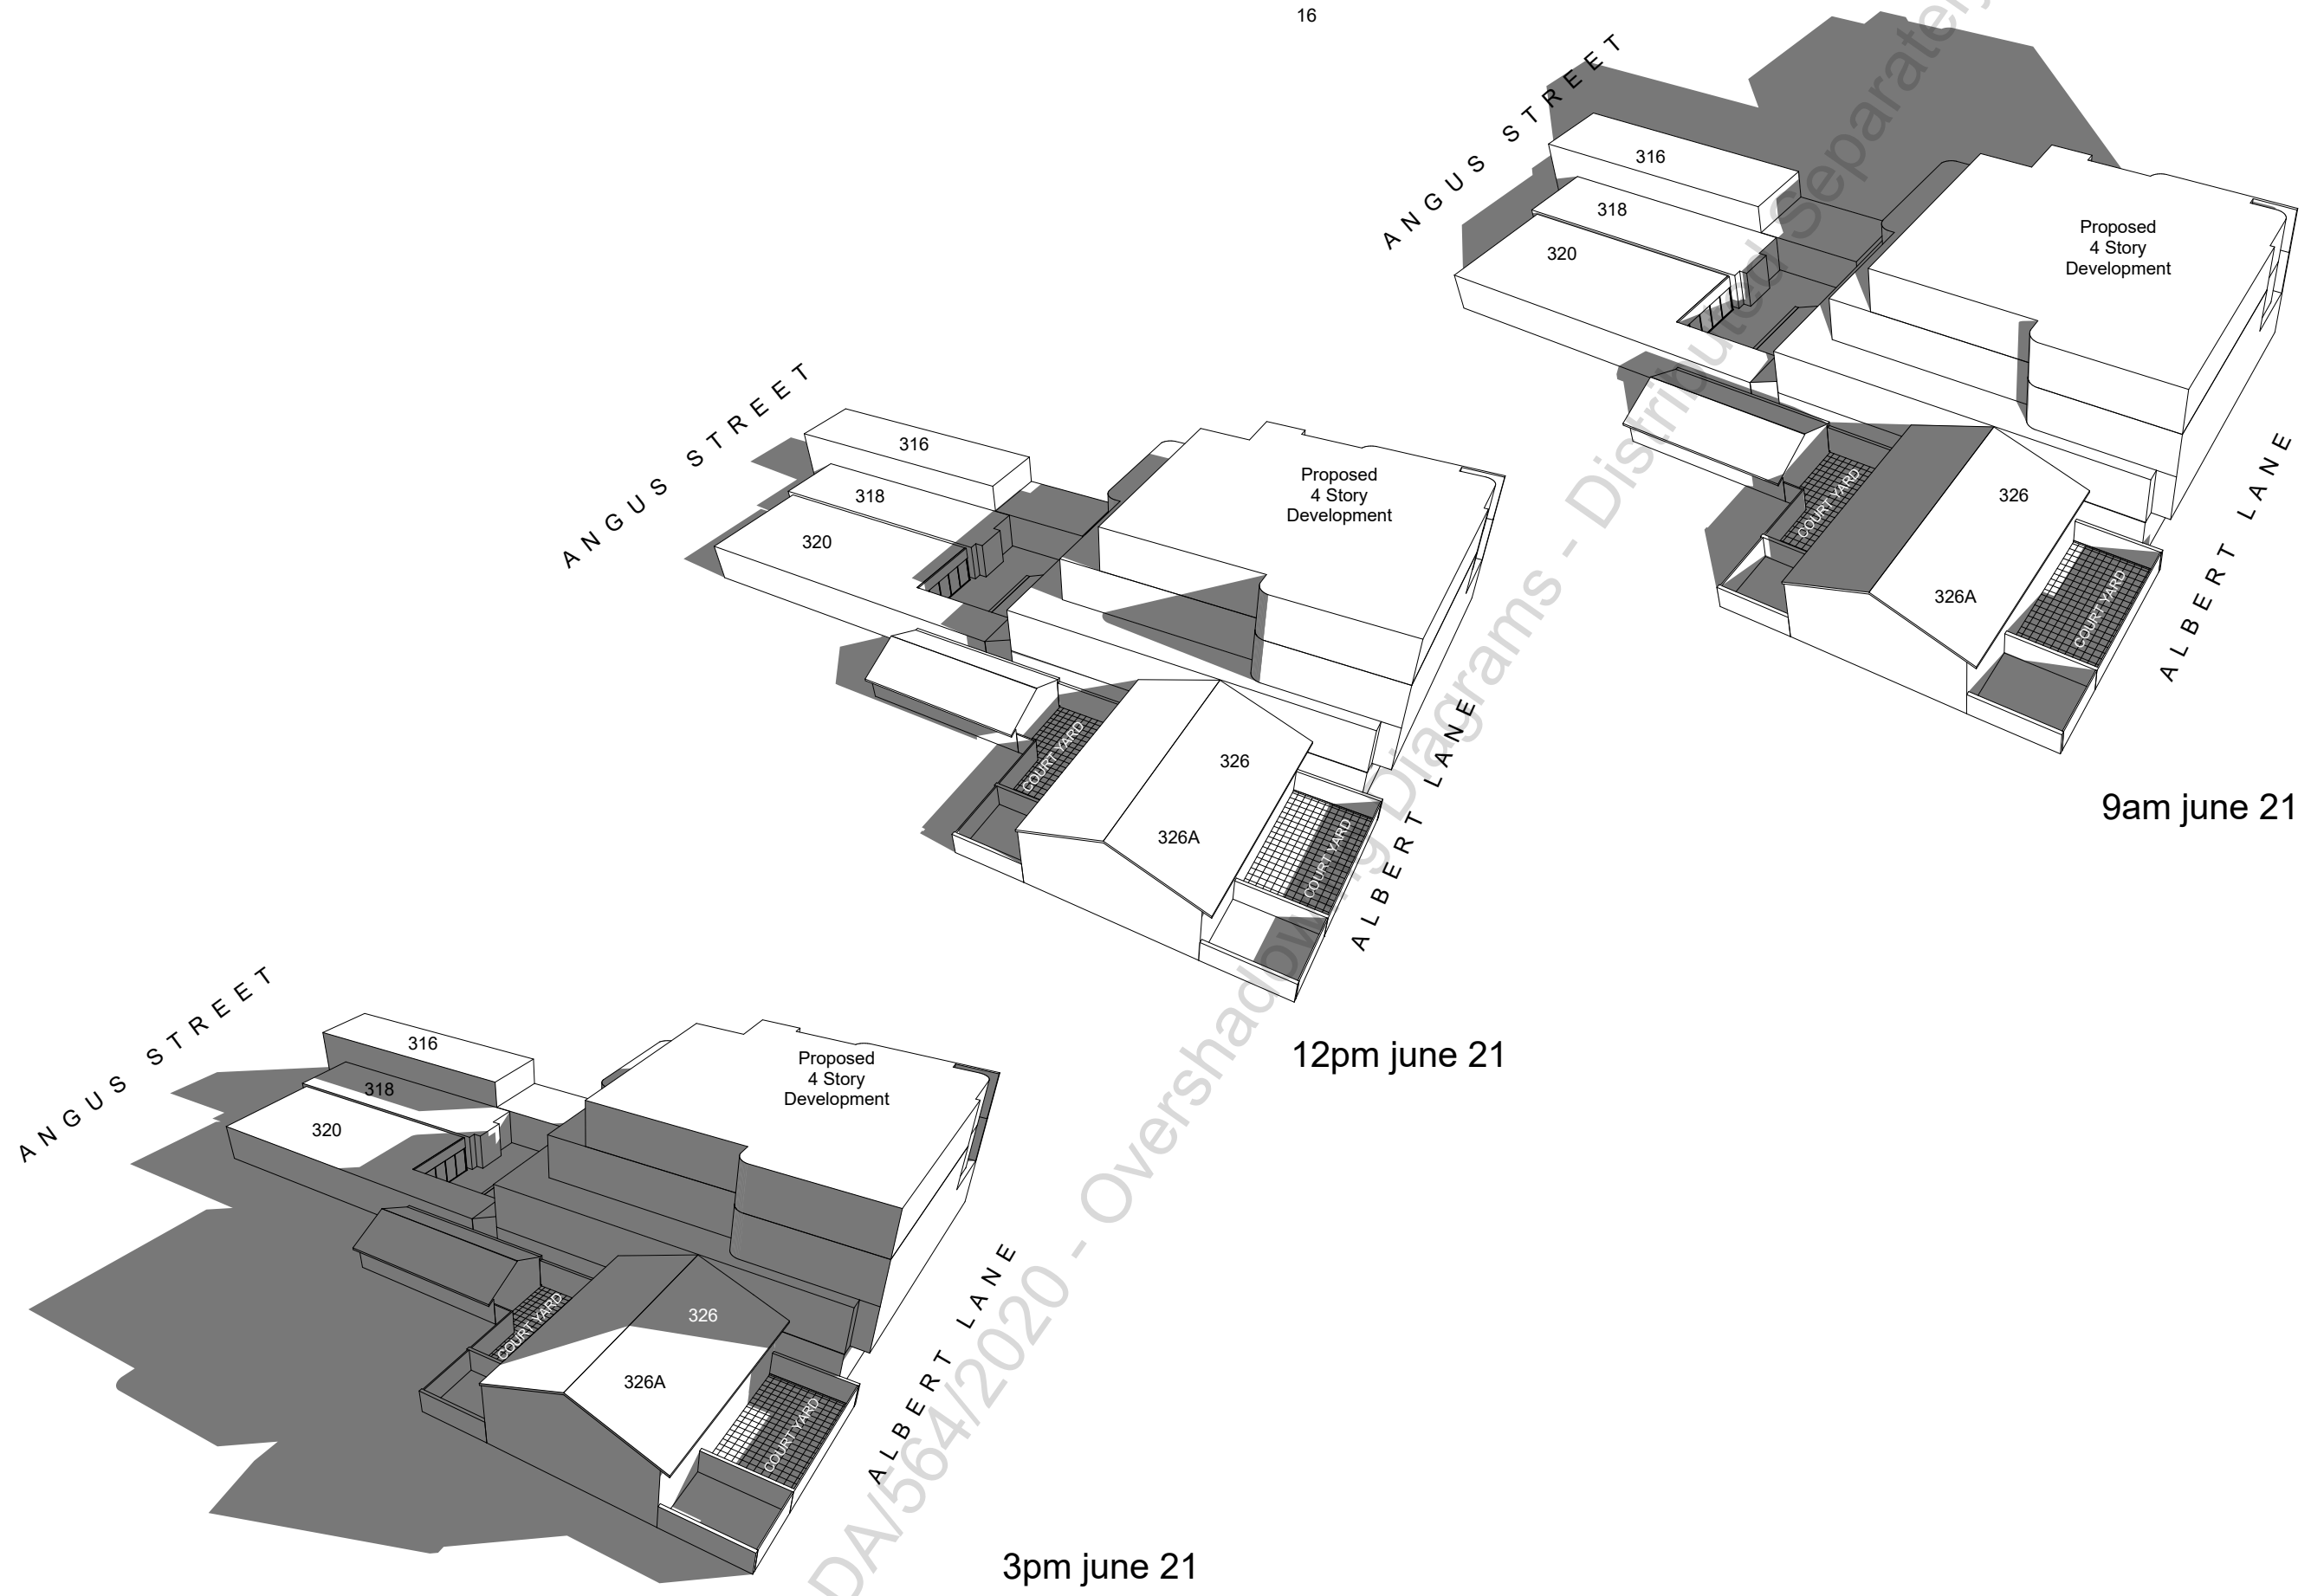 16
ANGUS STREET
316
318
320
Proposed
4 Story
Development
COURT YARD
326
326A
COURT YARD
ALBERT LANE
9am june 21
ANGUS STREET
316
318
320
Proposed
4 Story
Development
COURT YARD
326
326A
COURT YARD
ALBERT LANE
12pm june 21
ANGUS STREET
316
318
320
Proposed
4 Story
Development
COURT YARD
326
326A
COURT YARD
ALBERT LANE
3pm june 21
DA/564/2020 - Overshadowing Diagrams - Distributed Separately